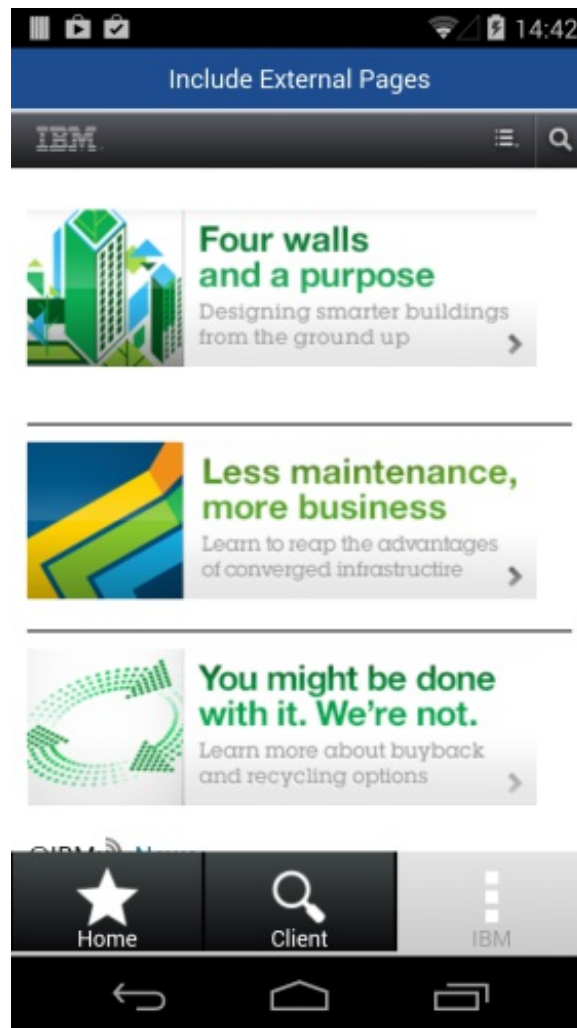 14:42
Include External Pages
IBM.
Four walls
and a purpose
Designing smarter buildings
from the ground up
Less maintenance,
more business
Learn to reap the advantages
of converged infrastructire
You might be done
with it. We're not.
Learn more about buyback
and recycling options
Home
Client
IBM